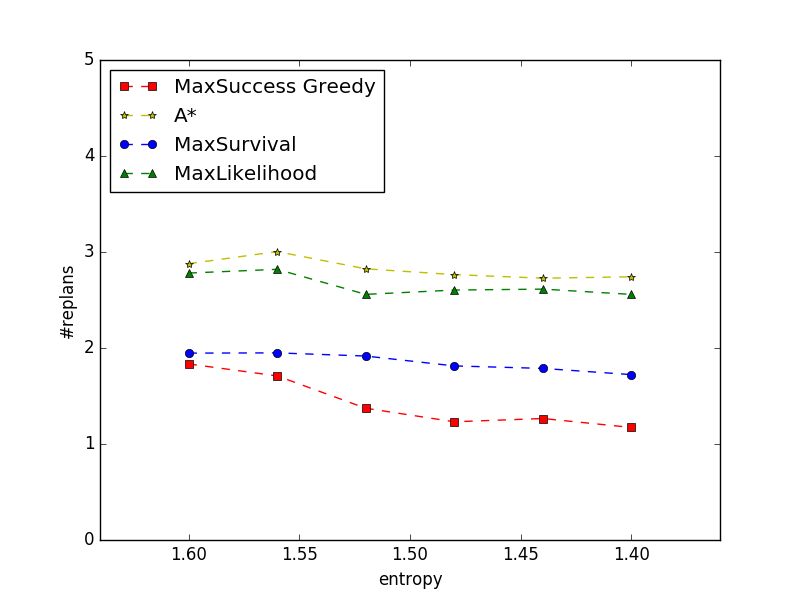 5
MaxSuccess Greedy
A*
MaxSurvival
MaxLikelihood
4
3
2
1
0
#replans
1.60 1.55 1.50 1.45 1.40
entropy